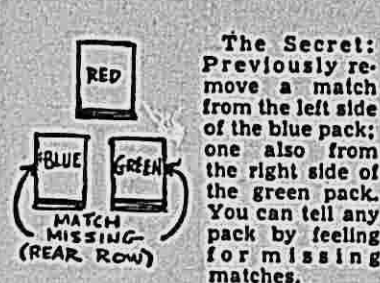 RED
BLUE
GREEN
MATCH
MISSING
(REAR ROW)
The Secret:
Previously re-
move a match
from the left side
of the blue pack;
one also from
the right side of
the green pack.
You can tell any
pack by feeling
for missing
matches.